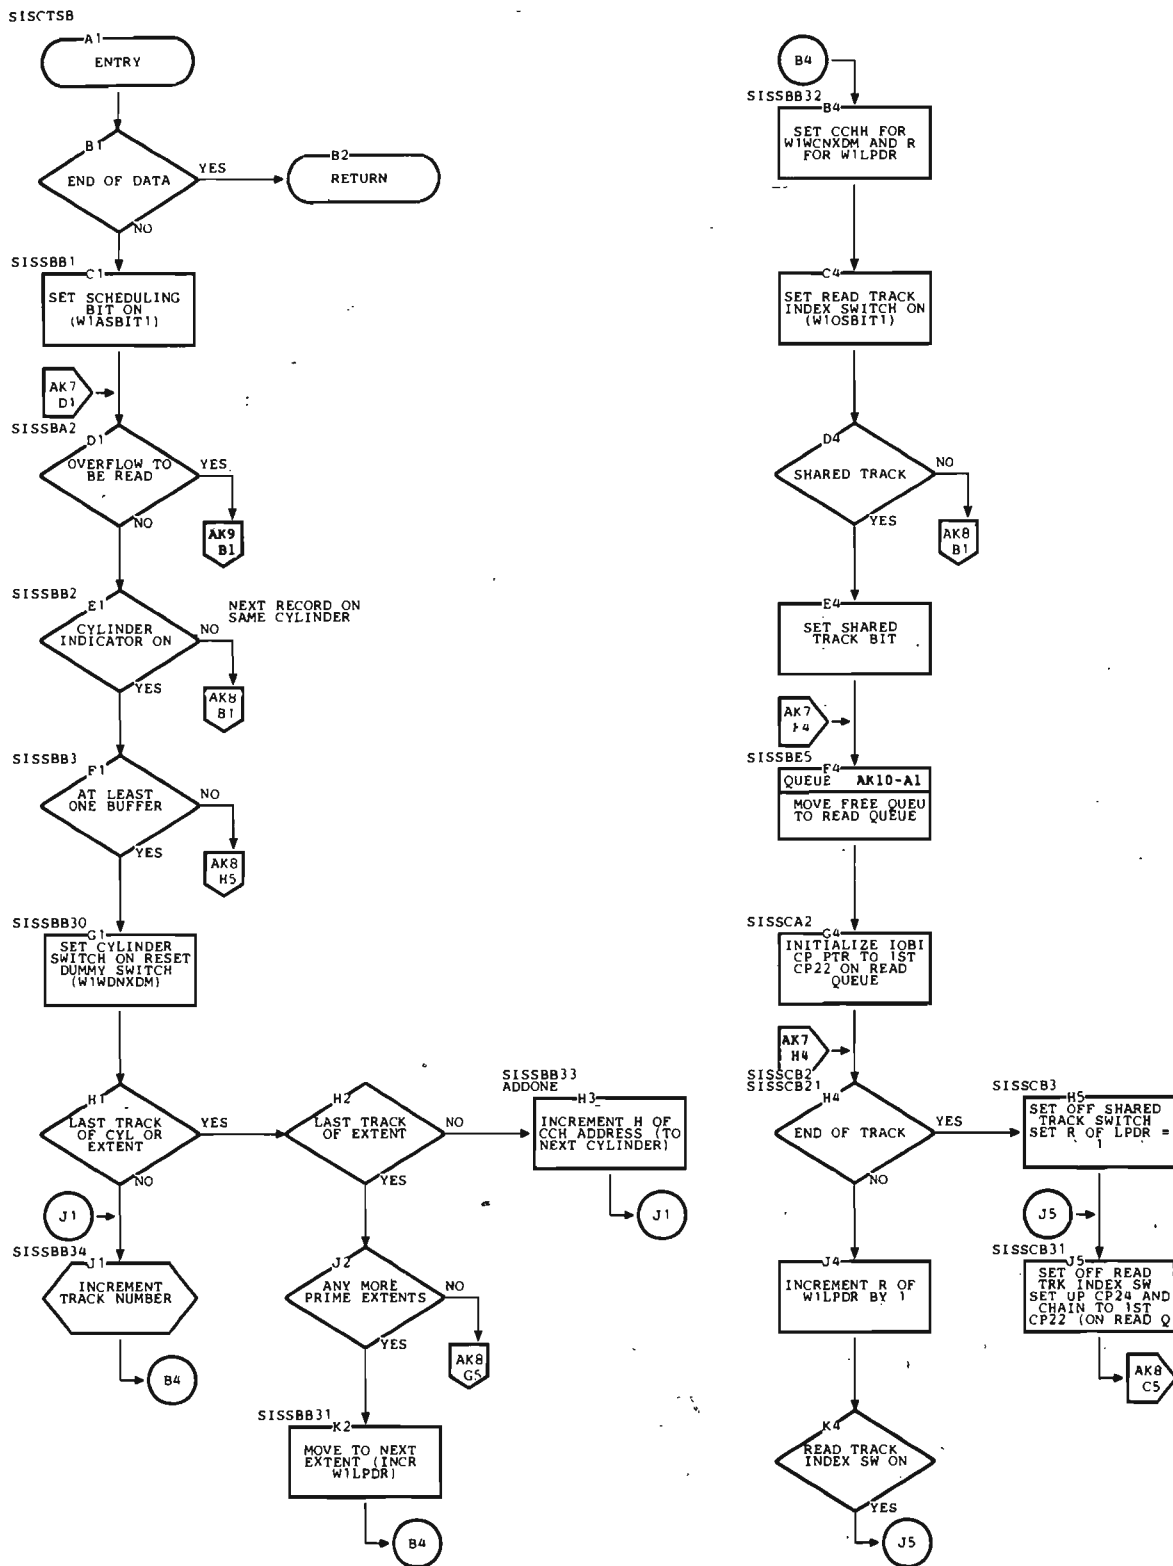 SISCTSB
A1
ENTRY
B1
END OF DATA
YES
NO
B2
RETURN
SISSBB1
C1
SET SCHEDULING
BIT ON
(W1ASBIT1)
AK7
D1
SISSBA2
D1
OVERFLOW TO
BE READ
YES
NO
AK9
B1
SISSBB2
E1
CYLINDER
INDICATOR ON
NO
YES
NEXT RECORD ON
SAME CYLINDER
AK8
B1
SISSBB3
F1
AT LEAST
ONE BUFFER
NO
YES
AK8
H5
SISSBB30
G1
SET CYLINDER
SWITCH ON RESET
DUMMY SWITCH
(W1WDNXDM)
H1
LAST TRACK
OF CYL OR
EXTENT
YES
NO
H2
LAST TRACK
OF EXTENT
NO
YES
SISSBB33
ADDONE
H3
INCREMENT H OF
CCH ADDRESS (TO
NEXT CYLINDER)
J1
J1
SISSBB34
J1
INCREMENT
TRACK NUMBER
B4
J2
ANY MORE
PRIME EXTENTS
NO
YES
AK8
G5
SISSBB31
K2
MOVE TO NEXT
EXTENT (INCR
W1LPDR)
B4
B4
SISSBB32
B4
SET CCHH FOR
W1WCNXDM AND R
FOR W1LPDR
C4
SET READ TRACK
INDEX SWITCH ON
(W1OSBIT1)
D4
SHARED TRACK
NO
YES
AK8
B1
E4
SET SHARED
TRACK BIT
AK7
F4
SISSBE5
F4
QUEUE AK10-A1
MOVE FREE QUEU
TO READ QUEUE
SISSCA2
G4
INITIALIZE IOBI
CP PTR TO 1ST
CP22 ON READ
QUEUE
AK7
H4
SISSCB2
SISSCB21
H4
END OF TRACK
YES
NO
SISSCB3
H5
SET OFF SHARED
TRACK SWITCH
SET R OF LPDR =
1
J5
J4
INCREMENT R OF
W1LPDR BY 1
SISSCB31
J5
SET OFF READ
TRK INDEX SW
SET UP CP24 AND
CHAIN TO 1ST
CP22 (ON READ Q
AK8
C5
K4
READ TRACK
INDEX SW ON
YES
J5